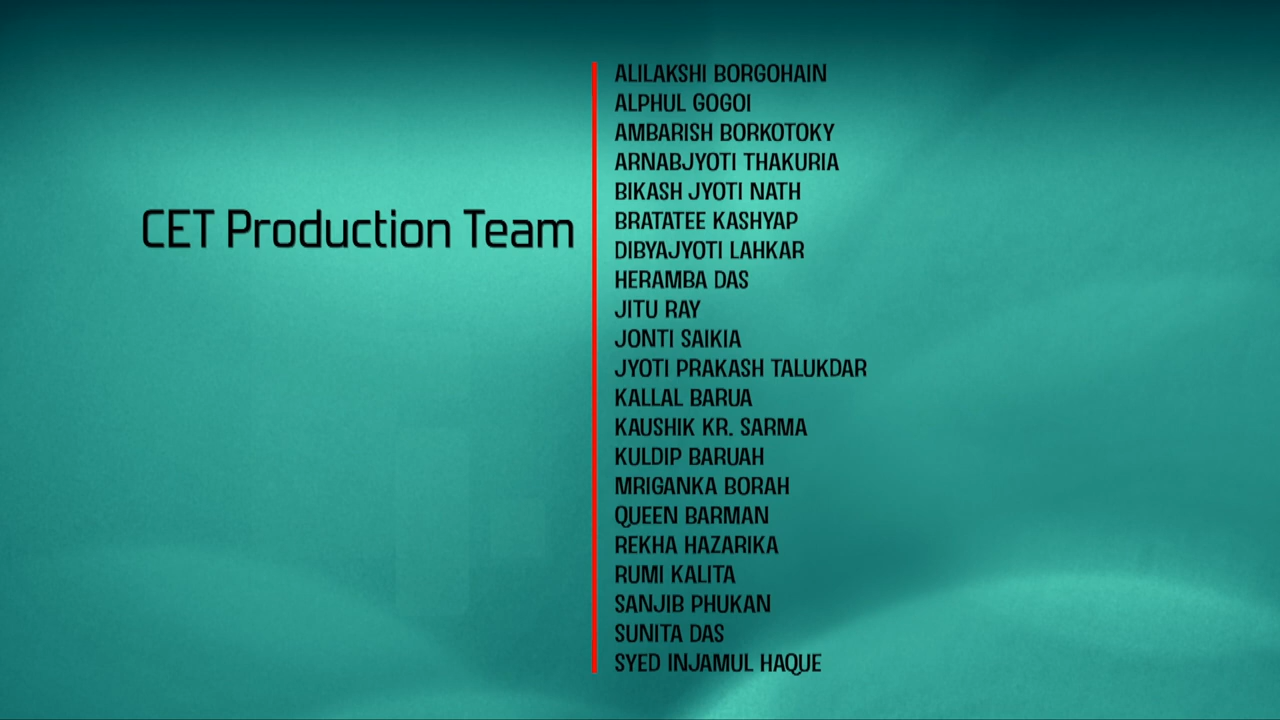 CET Production Team
ALILAKSHI BORGOHAIN
ALPHUL GOGOI
AMBARISH BORKOTOKY
ARNABJYOTI THAKURIA
BIKASH JYOTI NATH
BRATATEE KASHYAP
DIBYAJYOTI LAHKAR
HERAMBA DAS
JITU RAY
JONTI SAIKIA
JYOTI PRAKASH TALUKDAR
KALLAL BARUA
KAUSHIK KR. SARMA
KULDIP BARUAH
MRIGANKA BORAH
QUEEN BARMAN
REKHA HAZARIKA
RUMI KALITA
SANJIB PHUKAN
SUNITA DAS
SYED INJAMUL HAQUE